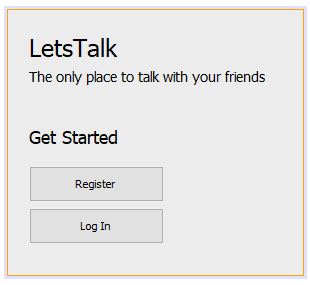 LetsTalk
The only place to talk with your friends
Get Started
Register
Log In